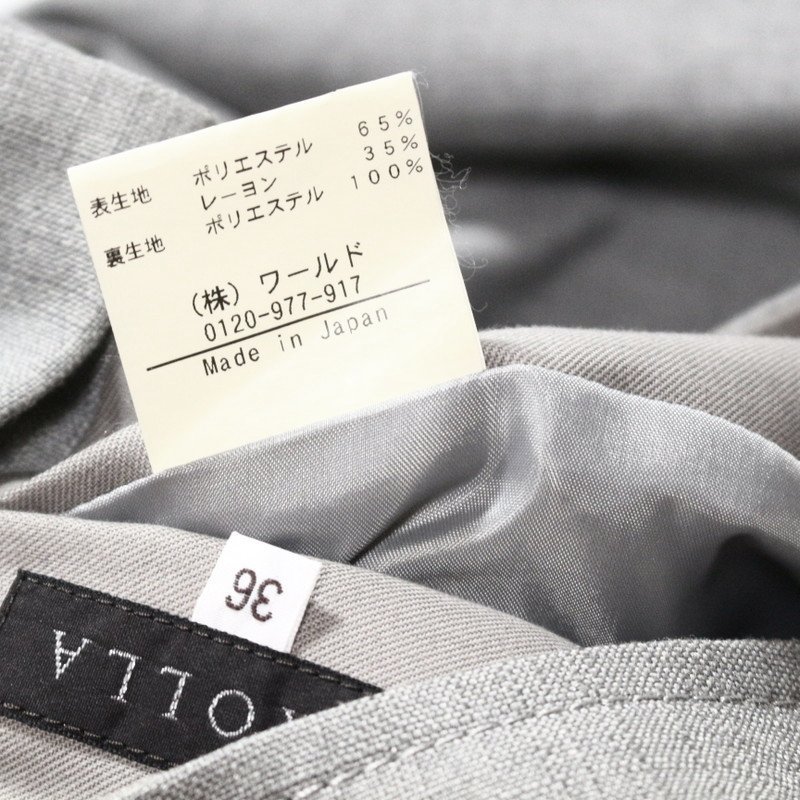 表生地 ポリエステル 65%
レーヨン 35%
裏生地 ポリエステル 100%
(株) ワールド
0120-977-917
Made in Japan
36
OLLA